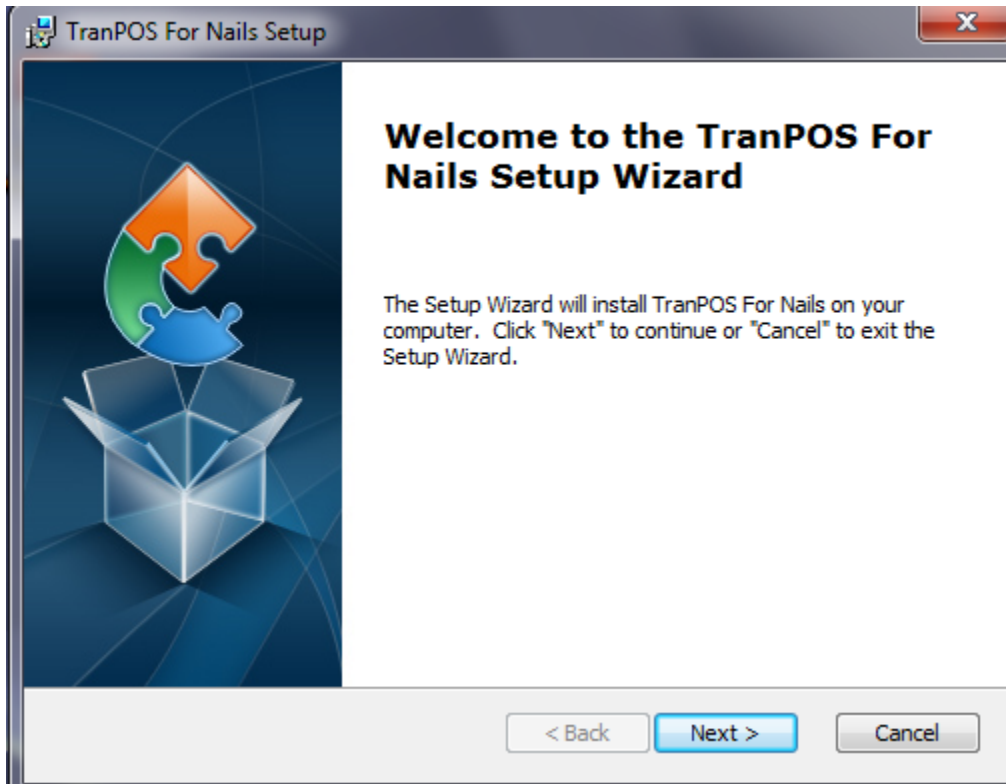 TranPOS For Nails Setup
Welcome to the TranPOS For
Nails Setup Wizard
The Setup Wizard will install TranPOS For Nails on your
computer.  Click "Next" to continue or "Cancel" to exit the
Setup Wizard.
< Back Next > Cancel